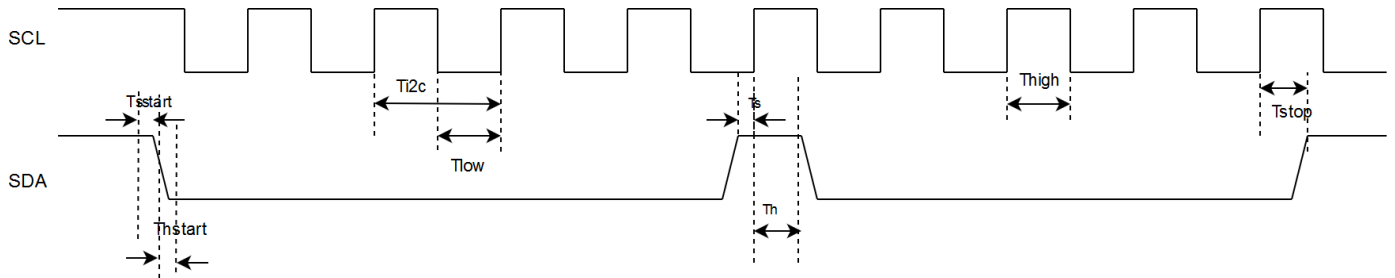 SCL
Ti2c
Thigh
Tsstart
Ts
Tstop
Tlow
SDA
Th
Thstart